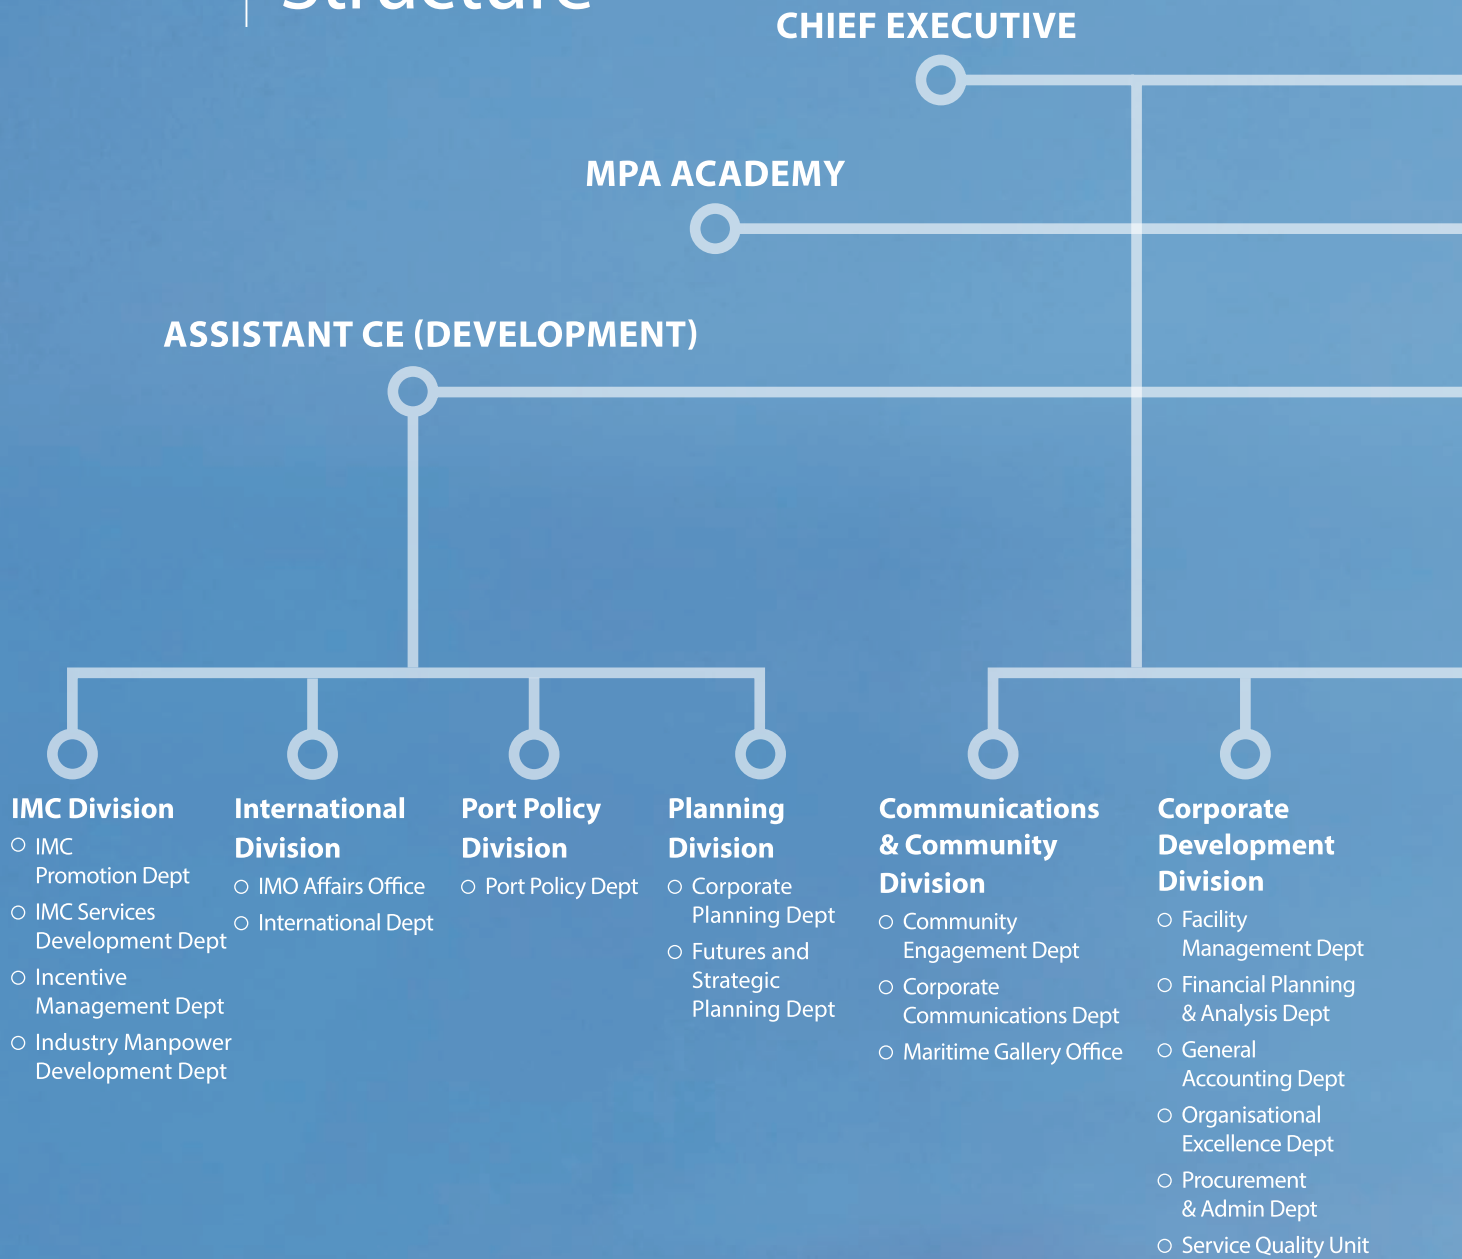 Structure
CHIEF EXECUTIVE
MPA ACADEMY
ASSISTANT CE (DEVELOPMENT)
IMC Division
IMC
Promotion Dept
IMC Services
Development Dept
Incentive
Management Dept
Industry Manpower
Development Dept
International
Division
IMO Affairs Office
International Dept
Port Policy
Division
Port Policy Dept
Planning
Division
Corporate
Planning Dept
Futures and
Strategic
Planning Dept
Communications
& Community
Division
Community
Engagement Dept
Corporate
Communications Dept
Maritime Gallery Office
Corporate
Development
Division
Facility
Management Dept
Financial Planning
& Analysis Dept
General
Accounting Dept
Organisational
Excellence Dept
Procurement
& Admin Dept
Service Quality Unit